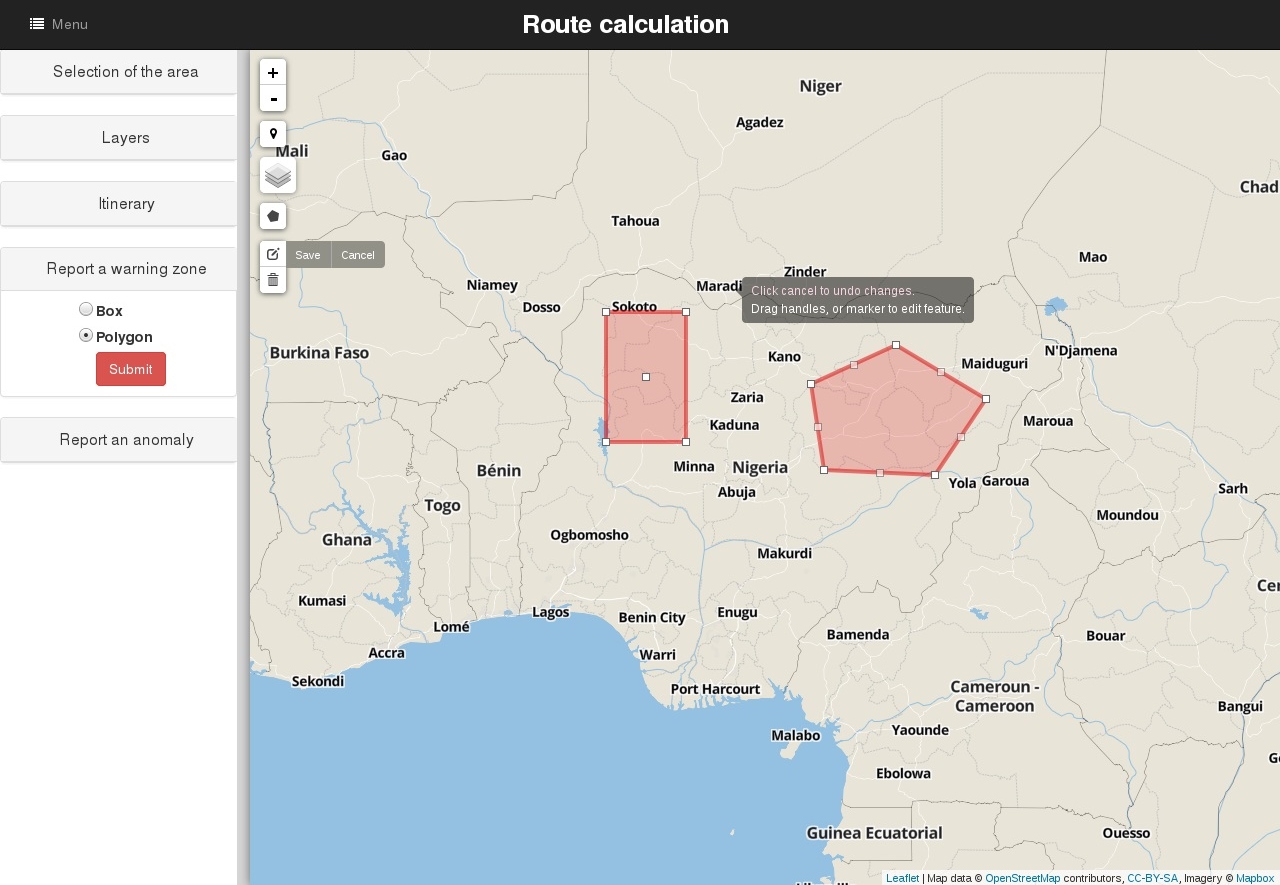 Menu
Route calculation
Selection of the area
Layers
Itinerary
Report a warning zone
Box
Polygon
Submit
Report an anomaly
+
-
Save
Cancel
Click cancel to undo changes.
Drag handles, or marker to edit feature.
Niger
Agadez
Mali
Gao
Chad
Tahoua
Mao
Zinder
Niamey
Maradi
Dosso
Sokoto
Burkina Faso
Kano
N'Djamena
Maiduguri
Zaria
Kaduna
Maroua
Bénin
Minna
Nigeria
Abuja
Yola
Garoua
Sarh
Togo
Moundou
Ghana
Ogbomosho
Makurdi
Cen
Kumasi
Lagos
Benin City
Enugu
Lomé
Bamenda
Bouar
Accra
Warri
Sekondi
Port Harcourt
Cameroun -
Cameroon
Bangui
Malabo
Yaounde
Ebolowa
Guinea Ecuatorial
Ouesso
Leaflet | Map data © OpenStreetMap contributors, CC-BY-SA, Imagery © Mapbox